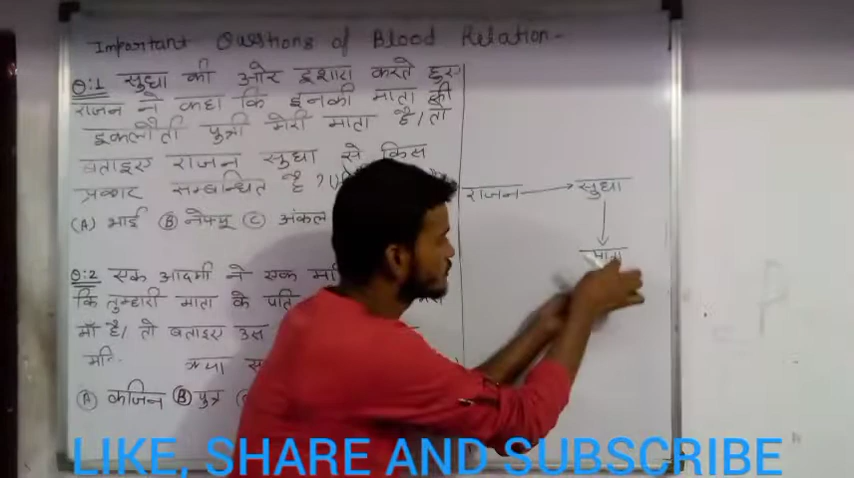 Important Questions of Blood Relation-
Q:1 सुधा की ओर इशारा करते हुए
राजन ने कहा कि इनकी माता की
इकलौती पुत्री मेरी माता है। तो
बताइए राजन सुधा से किस
प्रकार सम्बन्धित है?
(A) भाई (B) नेफ्यू (C) अंकल
राजन सुधा
माता
Q:2 एक आदमी ने एक
कि तुम्हारी माता के पति
माँ है। तो बताइए उस
(A) कजिन (B) पुत्र
LIKE, SHARE AND SUBSCRIBE